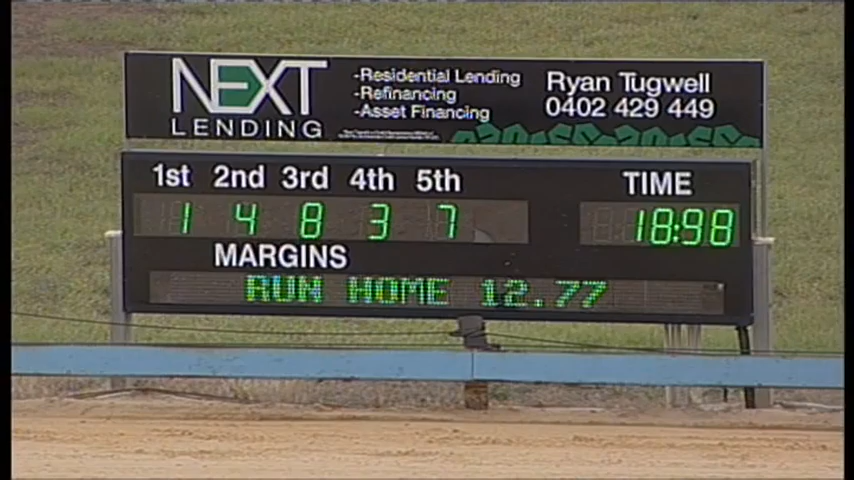 NEXT
LENDING
-Residential Lending
-Refinancing
-Asset Financing
Ryan Tugwell
0402 429 449
1st 2nd 3rd 4th 5th TIME
1 4 8 3 7 18:98
MARGINS
RUN HOME 12.77